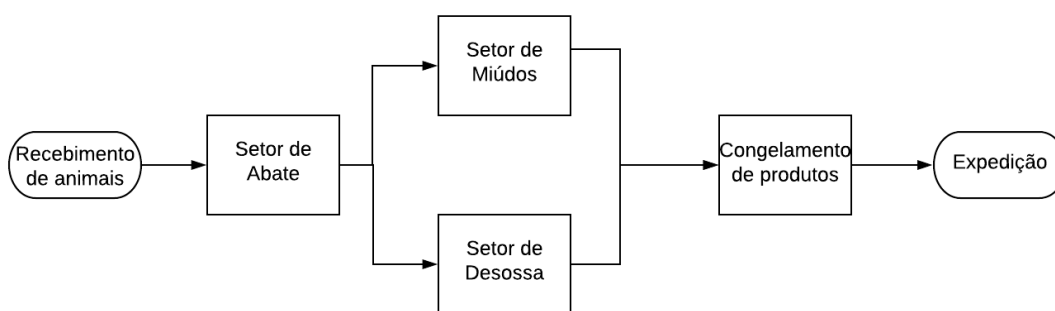 Recebimento
de animais
Setor de
Abate
Setor de
Miúdos
Setor de
Desossa
Congelamento
de produtos
Expedição